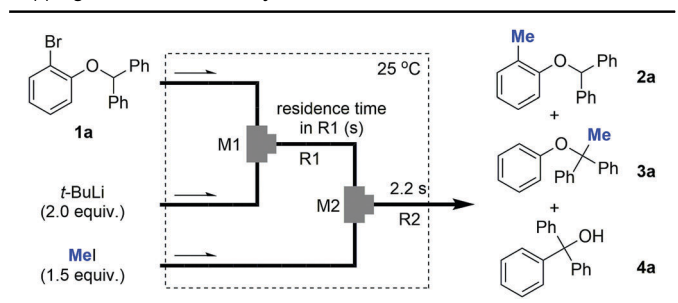 Br
O
Ph
Ph
1a
t-BuLi
(2.0 equiv.)
MeI
(1.5 equiv.)
25 °C
M1
residence time
in R1 (s)
R1
M2
2.2 s
R2
Me
O
Ph
Ph
2a
+
Me
O
Ph
Ph
3a
+
Ph
OH
Ph
4a